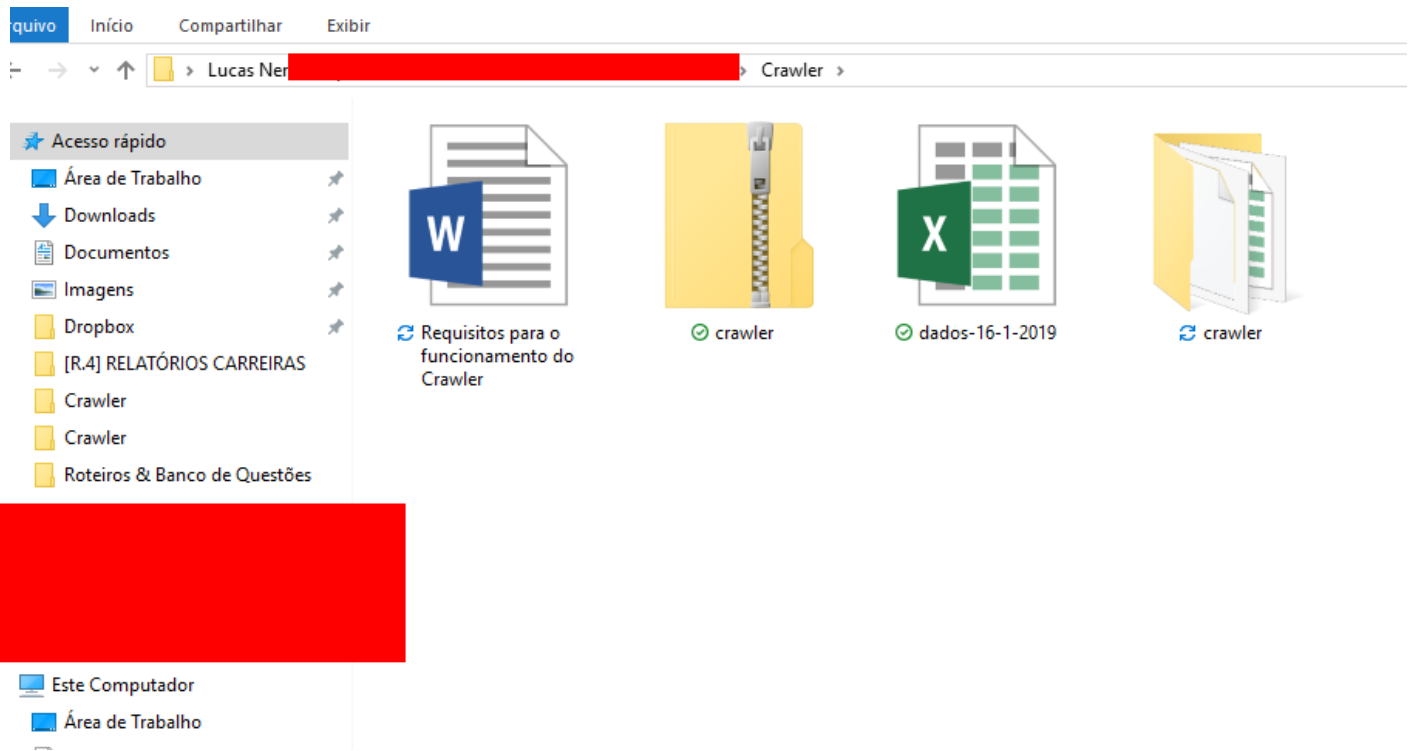 rquivo Início Compartilhar Exibir
Lucas Ner Crawler
Acesso rápido
Área de Trabalho
Downloads
Documentos
Imagens
Dropbox
[R.4] RELATÓRIOS CARREIRAS
Crawler
Crawler
Roteiros & Banco de Questões
Este Computador
Área de Trabalho
W
Requisitos para o
funcionamento do
Crawler
crawler
X
dados-16-1-2019
crawler